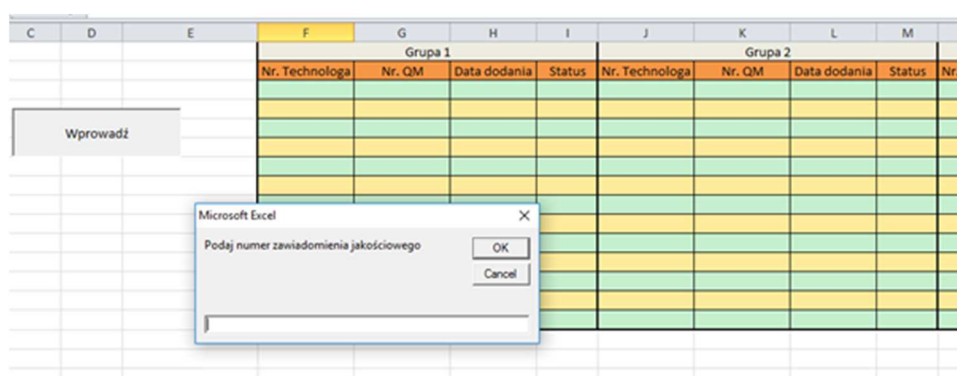 C D E F G H I J K L M
Grupa 1 Grupa 2
Nr. Technologa Nr. QM Data dodania Status Nr. Technologa Nr. QM Data dodania Status Nr.
Wprowadź
Microsoft Excel
Podaj numer zawiadomienia jakościowego
OK
Cancel